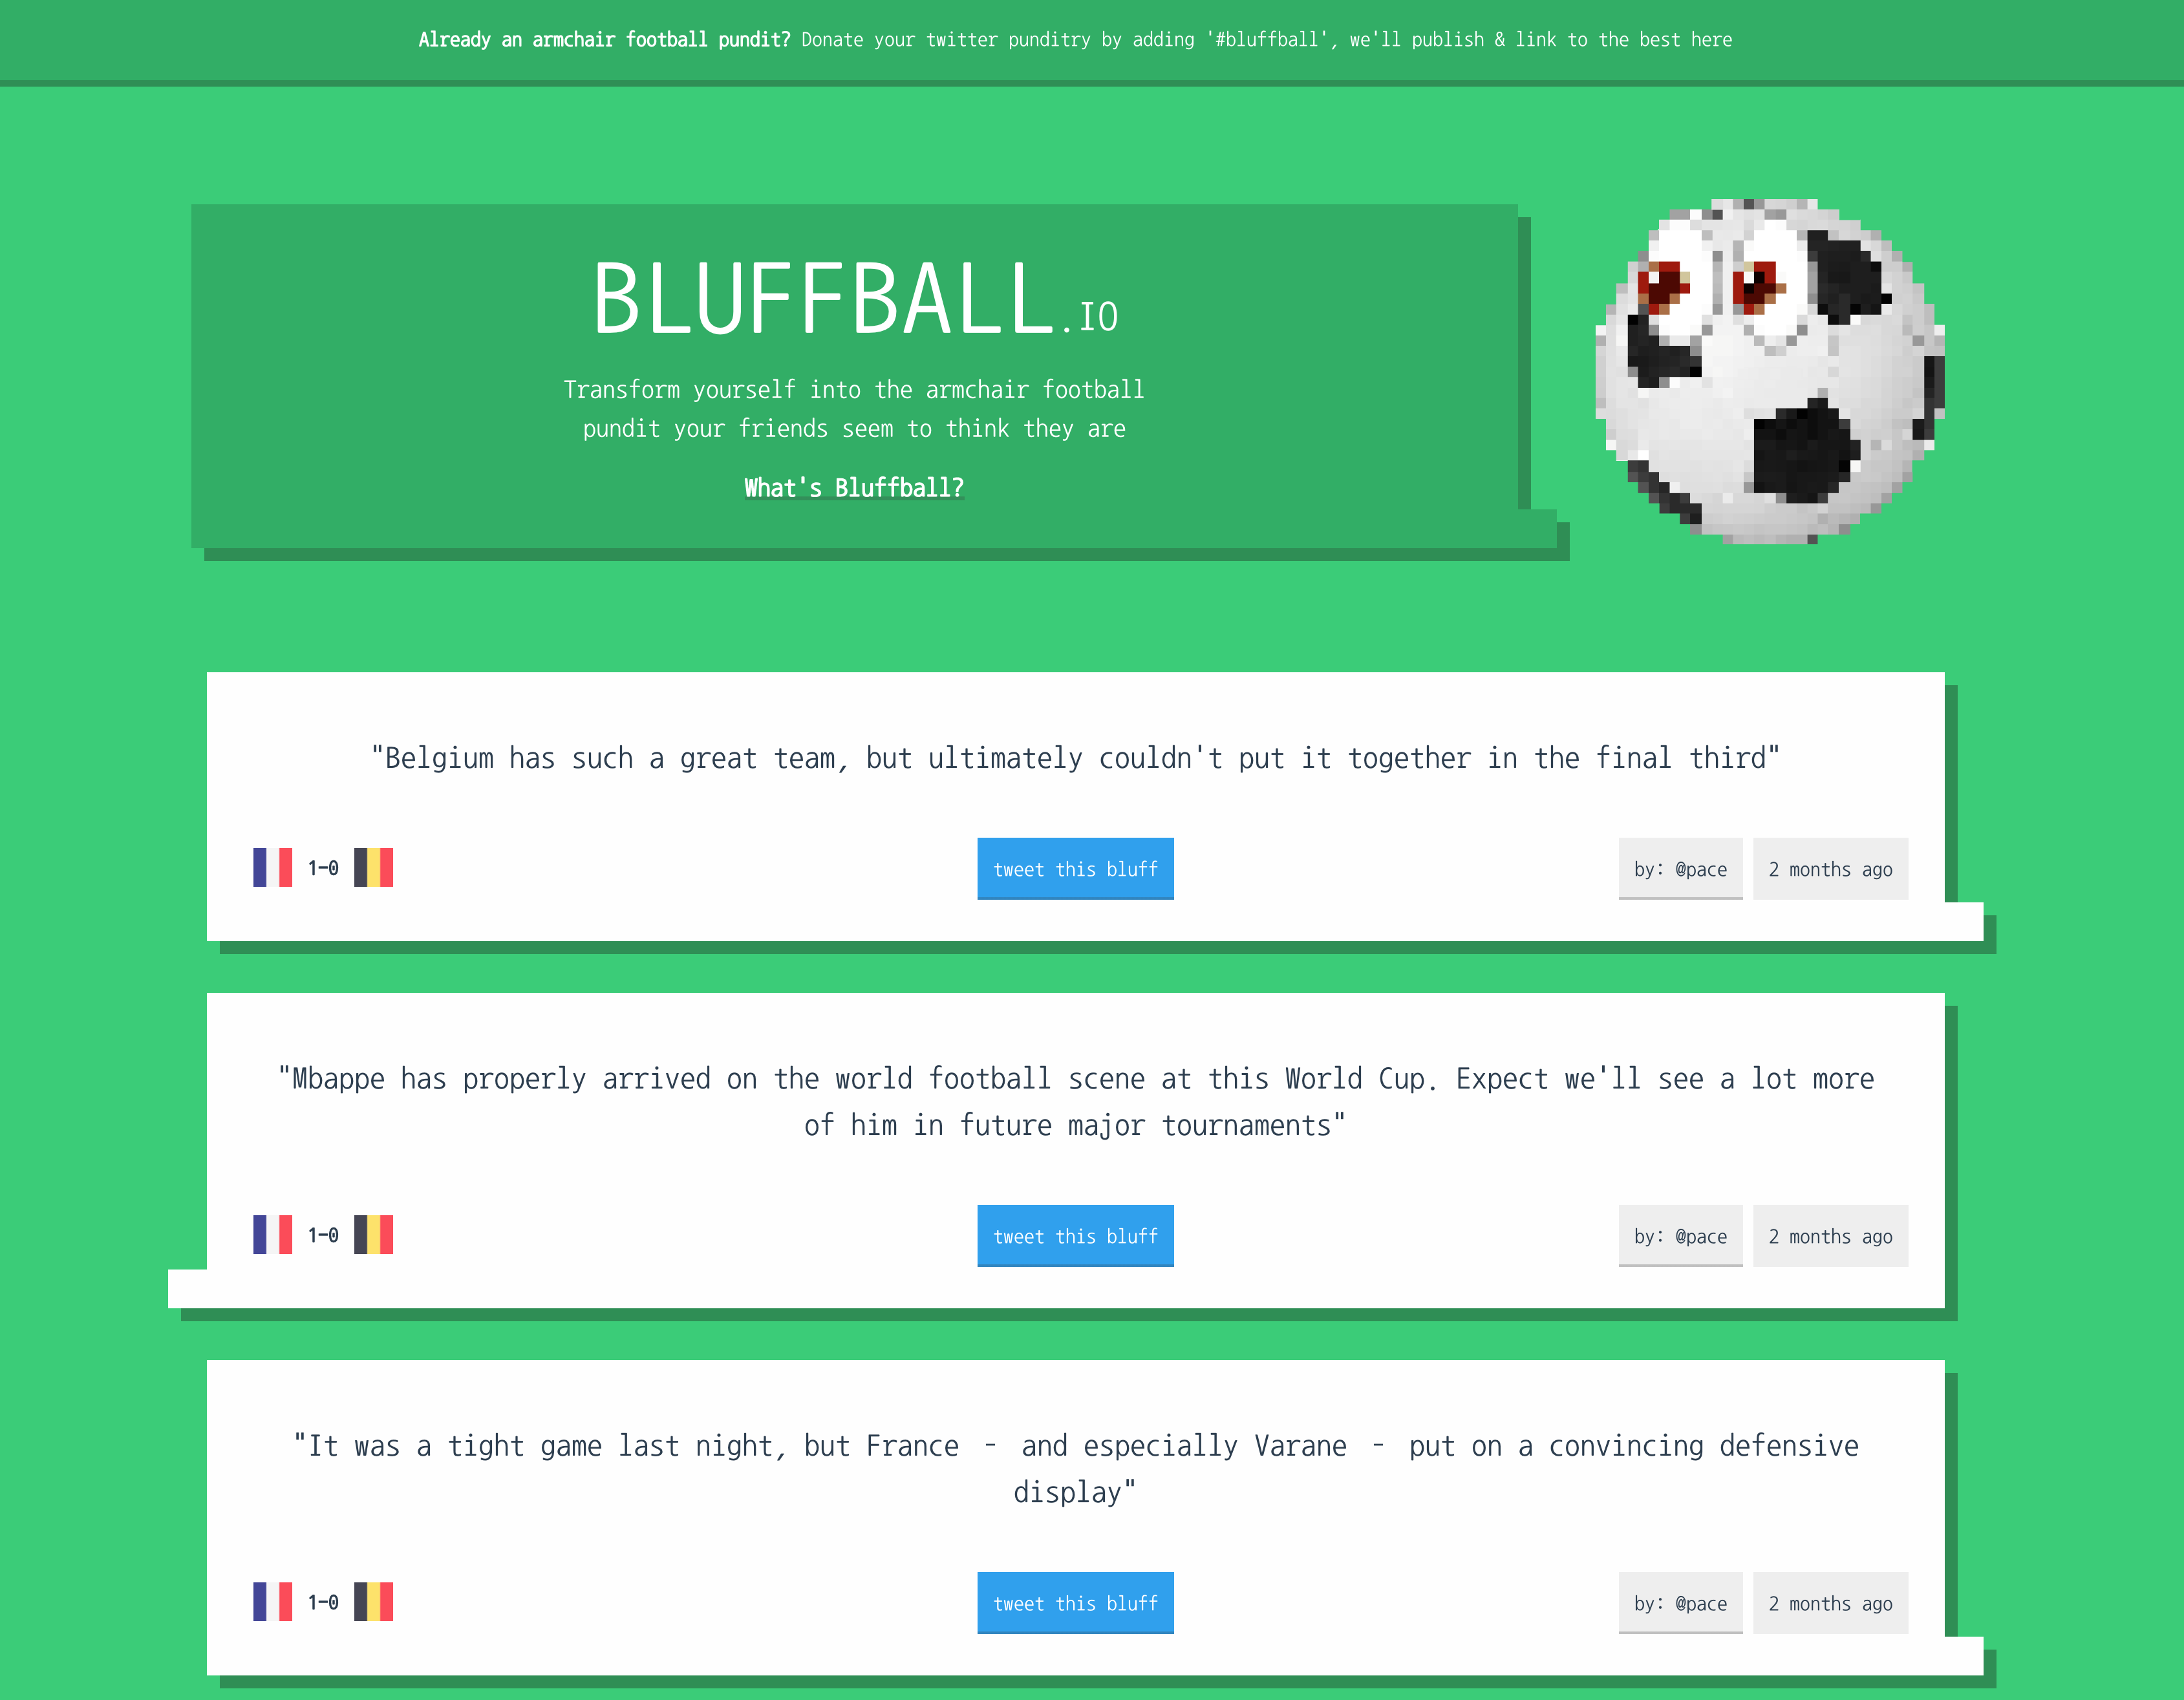 Already an armchair football pundit? Donate your twitter punditry by adding '#bluffball', we'll publish & link to the best here
BLUFFBALL.IO
Transform yourself into the armchair football
pundit your friends seem to think they are
What's Bluffball?
"Belgium has such a great team, but ultimately couldn't put it together in the final third"
1-0 tweet this bluff by: @pace 2 months ago
"Mbappe has properly arrived on the world football scene at this World Cup. Expect we'll see a lot more
of him in future major tournaments"
1-0 tweet this bluff by: @pace 2 months ago
"It was a tight game last night, but France - and especially Varane - put on a convincing defensive
display"
1-0 tweet this bluff by: @pace 2 months ago